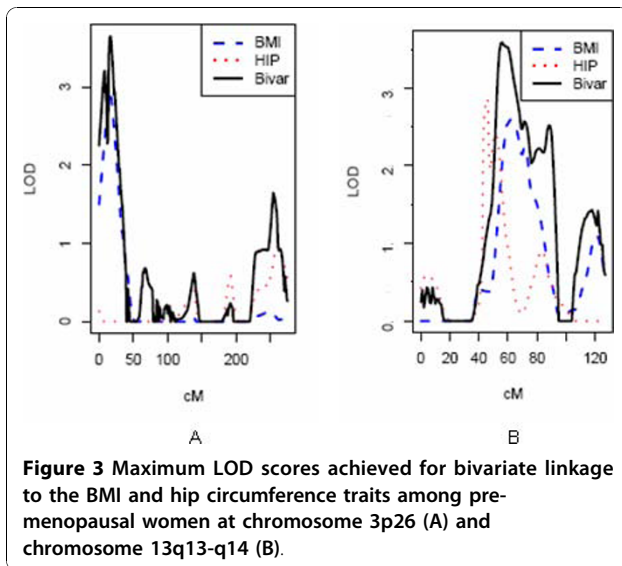 BMI
HIP
Bivar
LOD
0 1 2 3
0 50 100 200
cM
A
BMI
HIP
Bivar
LOD
0. 1. 2. 3.
0 20 40 60 80 120
cM
B
Figure 3 Maximum LOD scores achieved for bivariate linkage
to the BMI and hip circumference traits among pre-
menopausal women at chromosome 3p26 (A) and
chromosome 13q13-q14 (B).